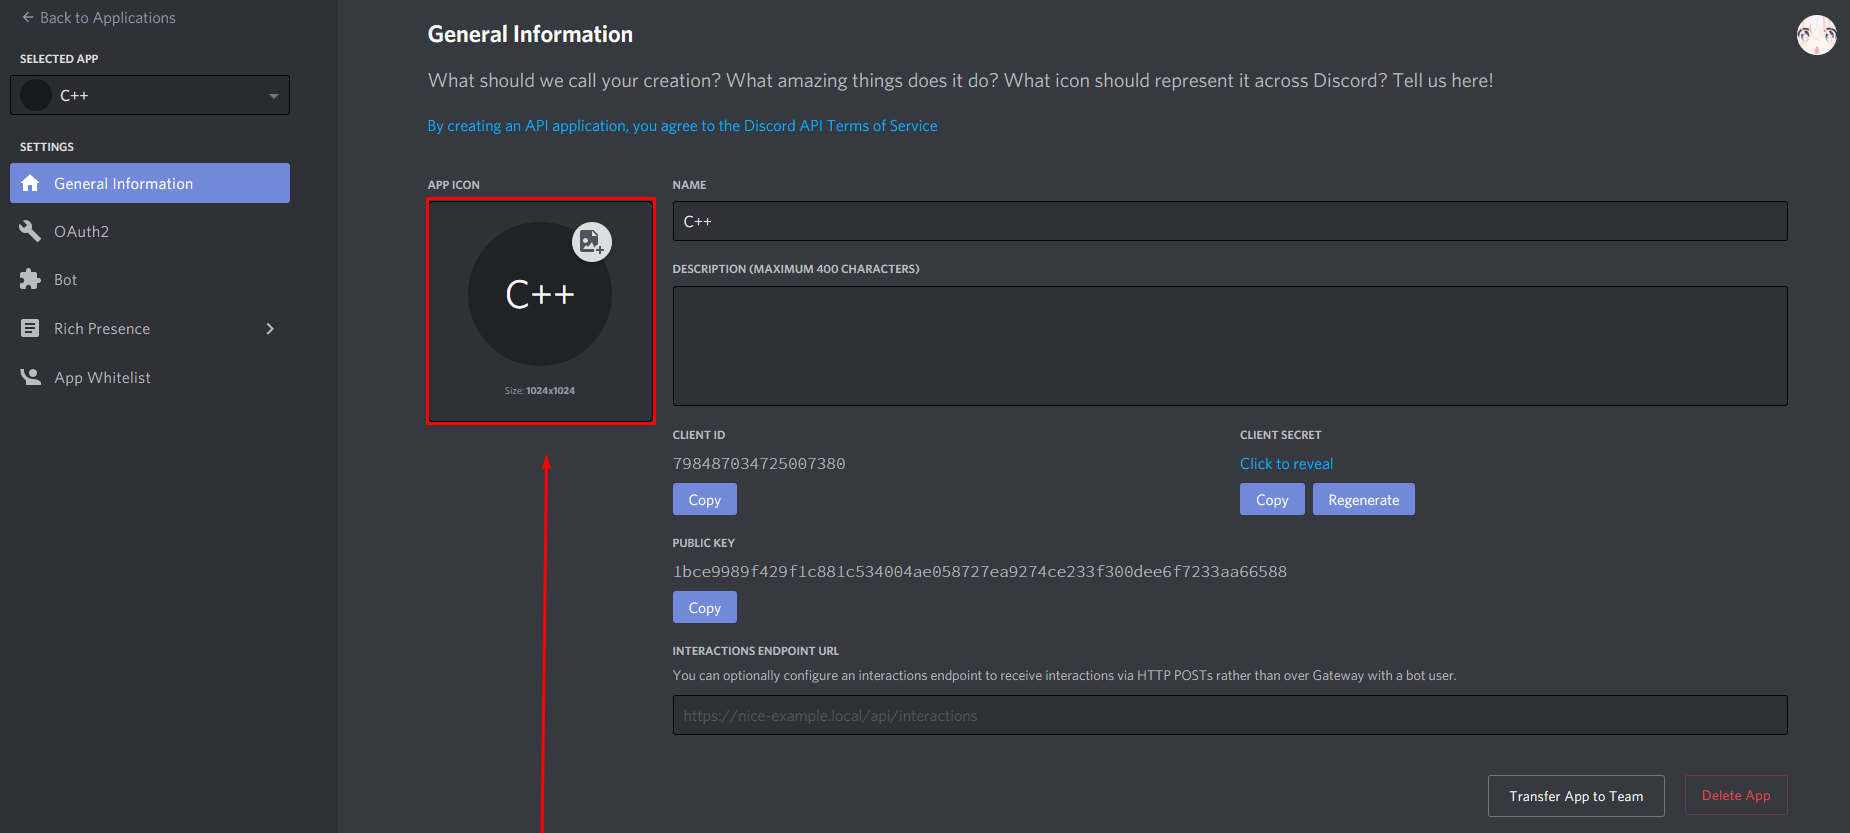 Back to Applications
SELECTED APP
C++
SETTINGS
General Information
OAuth2
Bot
Rich Presence
App Whitelist
General Information
What should we call your creation? What amazing things does it do? What icon should represent it across Discord? Tell us here!
By creating an API application, you agree to the Discord API Terms of Service
APP ICON
C++
Size: 1024x1024
NAME
C++
DESCRIPTION (MAXIMUM 400 CHARACTERS)
CLIENT ID
798487034725007380
Copy
CLIENT SECRET
Click to reveal
Copy Regenerate
PUBLIC KEY
1bce9989f429f1c881c534004ae058727ea9274ce233f300dee6f7233aa66588
Copy
INTERACTIONS ENDPOINT URL
You can optionally configure an interactions endpoint to receive interactions via HTTP POSTs rather than over Gateway with a bot user.
https://nice-example.local/api/interactions
Transfer App to Team Delete App